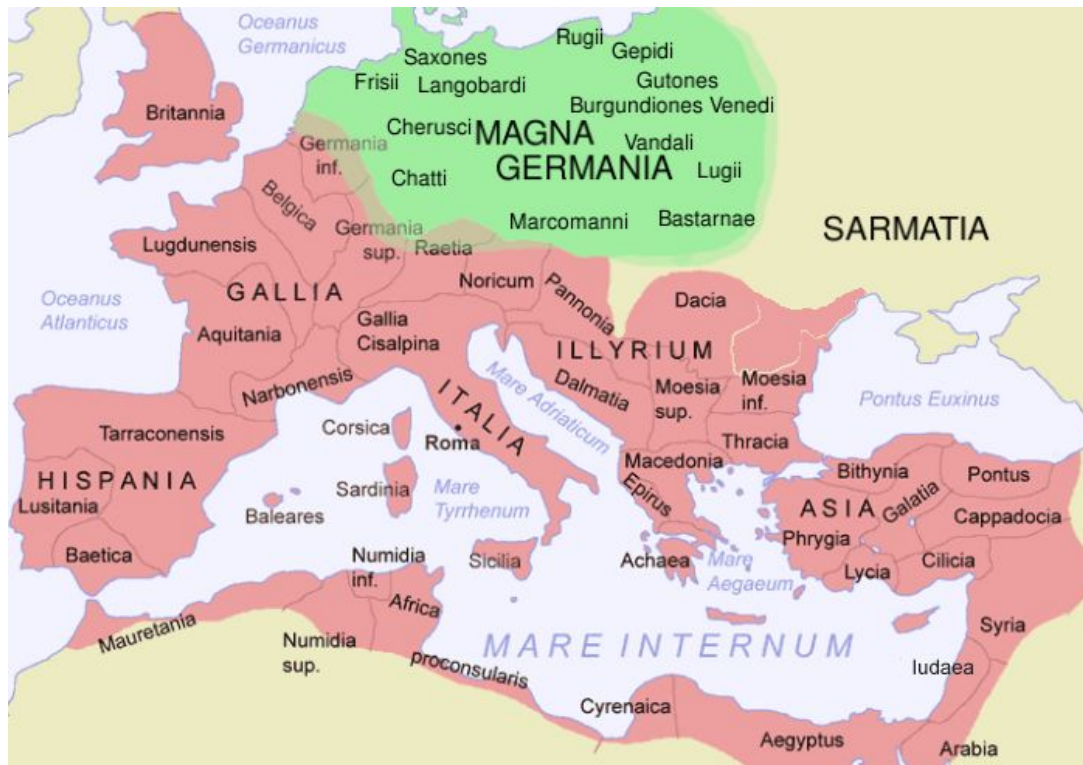 Oceanus
Germanicus
Rugii
Gepidi
Saxones
Frisii
Langobardi
Gutones
Burgundiones
Venedi
Britannia
Cherusci
MAGNA
GERMANIA
Vandali
Lugii
Germania
inf.
Chatti
Belgica
Marcomanni
Bastarnae
SARMATIA
Lugdunensis
Germania
sup.
Raetia
Noricum
Pannonia
Dacia
Oceanus
Atlanticus
GALLIA
Aquitania
Gallia
Cisalpina
ILLYRIUM
Narbonensis
ITALIA
Mare Adriaticum
Dalmatia
Moesia
sup.
Moesia
inf.
Pontus Euxinus
Tarraconensis
Corsica
Roma
Thracia
Macedonia
Bithynia
Pontus
HISPANIA
Lusitania
Sardinia
Mare
Tyrrhenum
Epirus
ASIA
Galatia
Cappadocia
Baleares
Phrygia
Baetica
Numidia
inf.
Sicilia
Achaea
Mare
Aegaeum
Lycia
Cilicia
Mauretania
Africa
proconsularis
Numidia
sup.
MARE INTERNUM
Syria
Iudaea
Cyrenaica
Aegyptus
Arabia